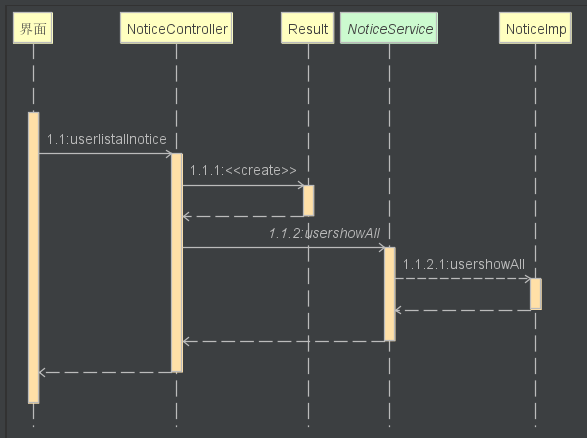 界面
NoticeController
Result
NoticeService
NoticeImp
1.1:userlistallnotice
1.1.1:<<create>>
1.1.2:usershowAll
1.1.2.1:usershowAll